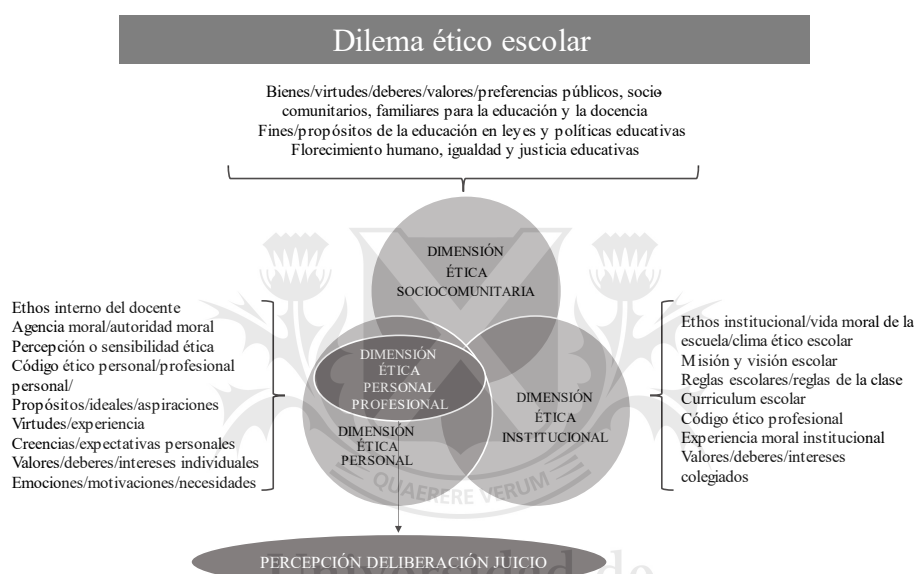 Dilema ético escolar
Bienes/virtudes/deberes/valores/preferencias públicos, socio-
comunitarios, familiares para la educación y la docencia
Fines/propósitos de la educación en leyes y políticas educativas
Florecimiento humano, igualdad y justicia educativas
DIMENSIÓN
ÉTICA
SOCIOCOMUNITARIA
Ethos interno del docente
Agencia moral/autoridad moral
Percepción o sensibilidad ética
Código ético personal/profesional
personal/
Propósitos/ideales/aspiraciones
Virtudes/experiencia
Creencias/expectativas personales
Valores/deberes/intereses individuales
Emociones/motivaciones/necesidades
DIMENSIÓN
ÉTICA
PERSONAL
PROFESIONAL
DIMENSIÓN
ÉTICA
PERSONAL
DIMENSIÓN
ÉTICA
INSTITUCIONAL
Ethos institucional/vida moral de la
escuela/clima ético escolar
Misión y visión escolar
Reglas escolares/reglas de la clase
Curriculum escolar
Código ético profesional
Experiencia moral institucional
Valores/deberes/intereses
colegiados
QUAERERE VERUM
PERCEPCIÓN DELIBERACIÓN JUICIO
Universidad de